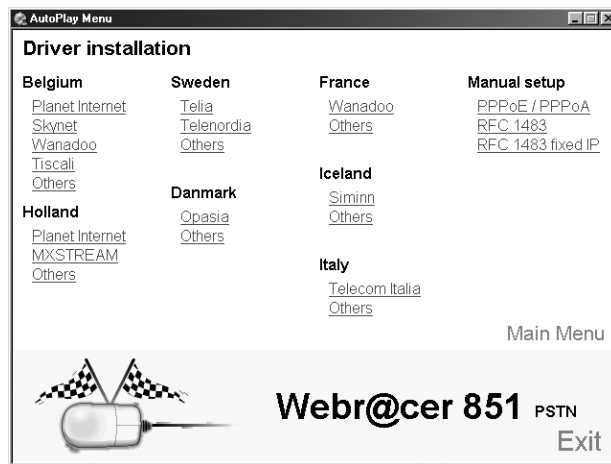 AutoPlay Menu
Driver installation
Belgium
Planet Internet
Skynet
Wanadoo
Tiscali
Others
Holland
Planet Internet
MXSTREAM
Others
Sweden
Telia
Telenordia
Others
Danmark
Opasia
Others
France
Wanadoo
Others
Iceland
Siminn
Others
Italy
Telecom Italia
Others
Manual setup
PPPoE / PPPoA
RFC 1483
RFC 1483 fixed IP
Main Menu
Webr@cer 851 PSTN
Exit